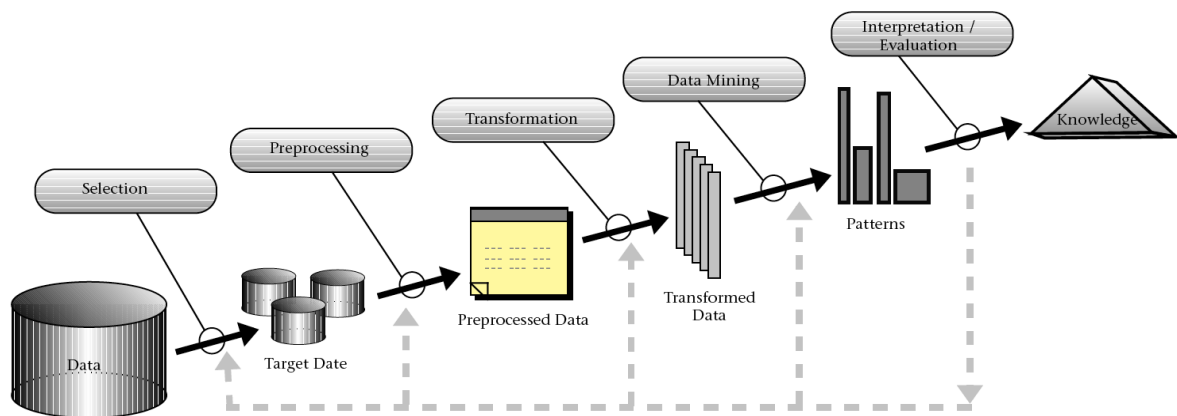 Interpretation /
Evaluation
Data Mining
Transformation
Preprocessing
Selection
Knowledge
Patterns
Transformed
Data
Preprocessed Data
Target Date
Data